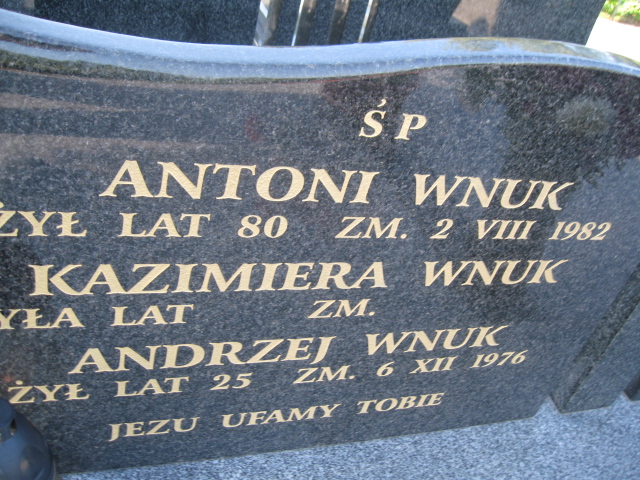 ŚP
ANTONI WNUK
ŻYŁ LAT 80 ZM. 2 VIII 1982
KAZIMIERA WNUK
YŁA LAT ZM.
ANDRZEJ WNUK
ŻYŁ LAT 25 ZM. 6 XII 1976
JEZU UFAMY TOBIE